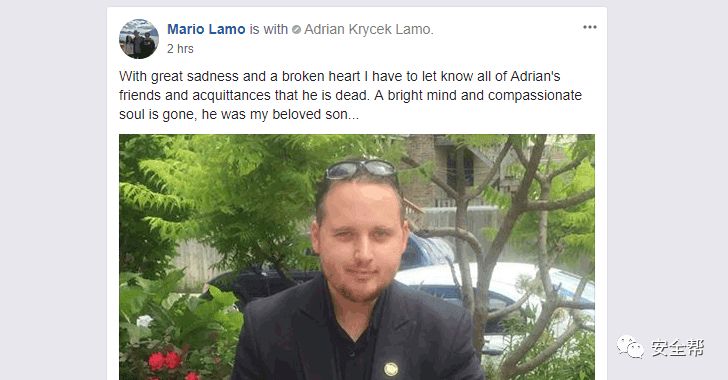 Mario Lamo is with Adrian Krycek Lamo.
2 hrs
With great sadness and a broken heart I have to let know all of Adrian's
friends and acquittances that he is dead. A bright mind and compassionate
soul is gone, he was my beloved son...
安全帮